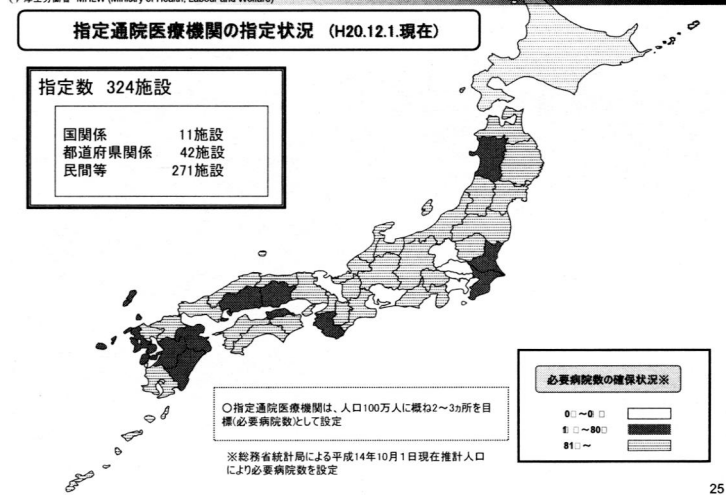 指定通院医療機関の指定状況 (H20.12.1.現在)
指定数 324施設
国関係 11施設
都道府県関係 42施設
民間等 271施設
必要病院数の確保状況※
0□～0□
1□～80□
81□～
○指定通院医療機関は、人口100万人に概ね2～3ヵ所を目
標(必要病院数)として設定
※総務省統計局による平成14年10月1日現在推計人口
により必要病院数を設定
25